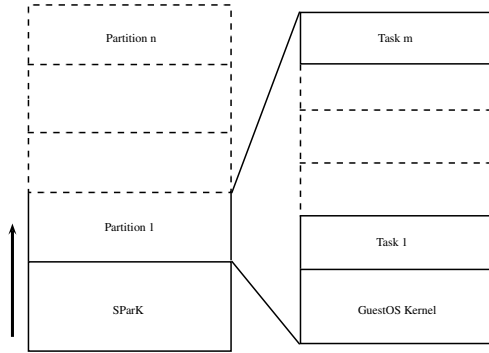 Partition n
Partition 1
SParK
Task m
Task 1
GuestOS Kernel